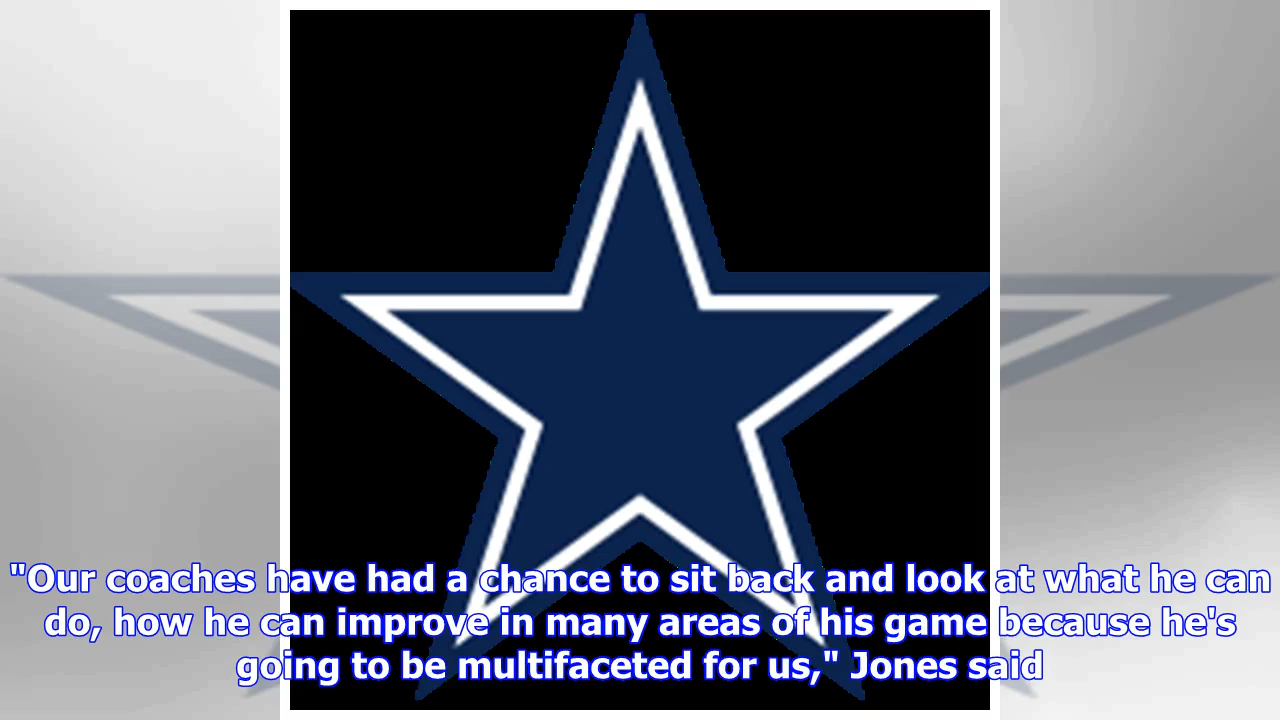 "Our coaches have had a chance to sit back and look at what he can
do, how he can improve in many areas of his game because he's
going to be multifaceted for us," Jones said